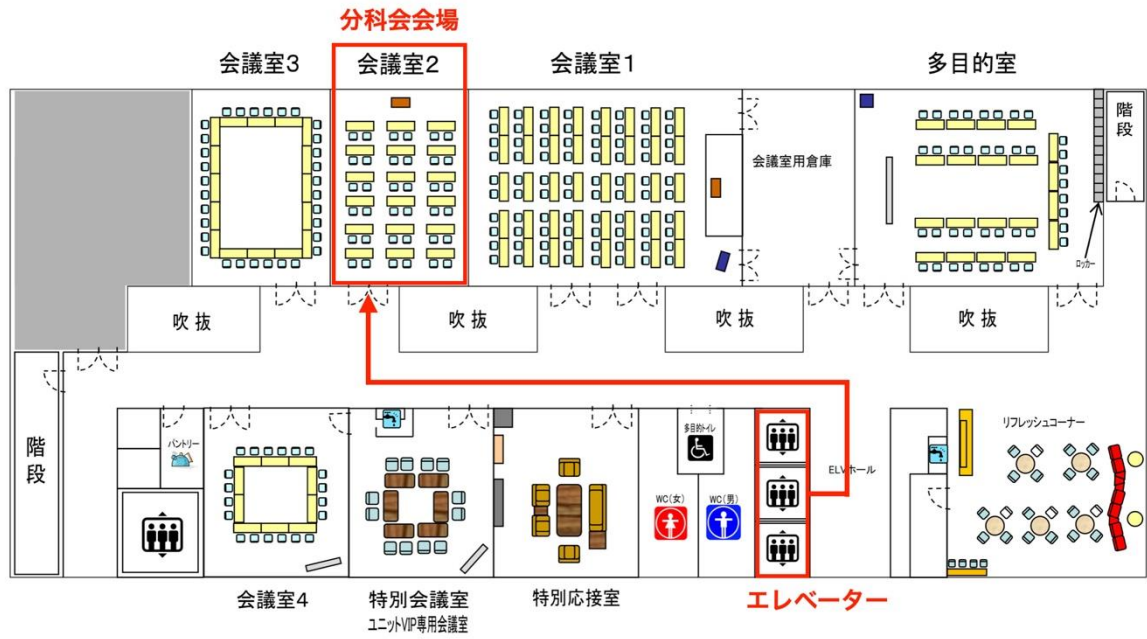 分科会会場
会議室3
会議室2
会議室1
多目的室
階段
会議室用倉庫
ロッカー
吹抜
吹抜
吹抜
吹抜
階段
パントリー
多目的トイレ
WC(女)
WC(男)
ELVホール
リフレッシュコーナー
会議室4
特別会議室
ユニットVIP専用会議室
特別応接室
エレベーター